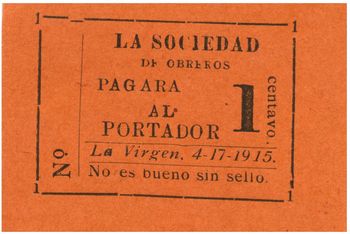 1 1
LA SOCIEDAD
DE OBREROS
PAGARA
AL
PORTADOR
1
centavo.
La Virgen, 4-17-1915.
No es bueno sin sello.
Nº
1 1